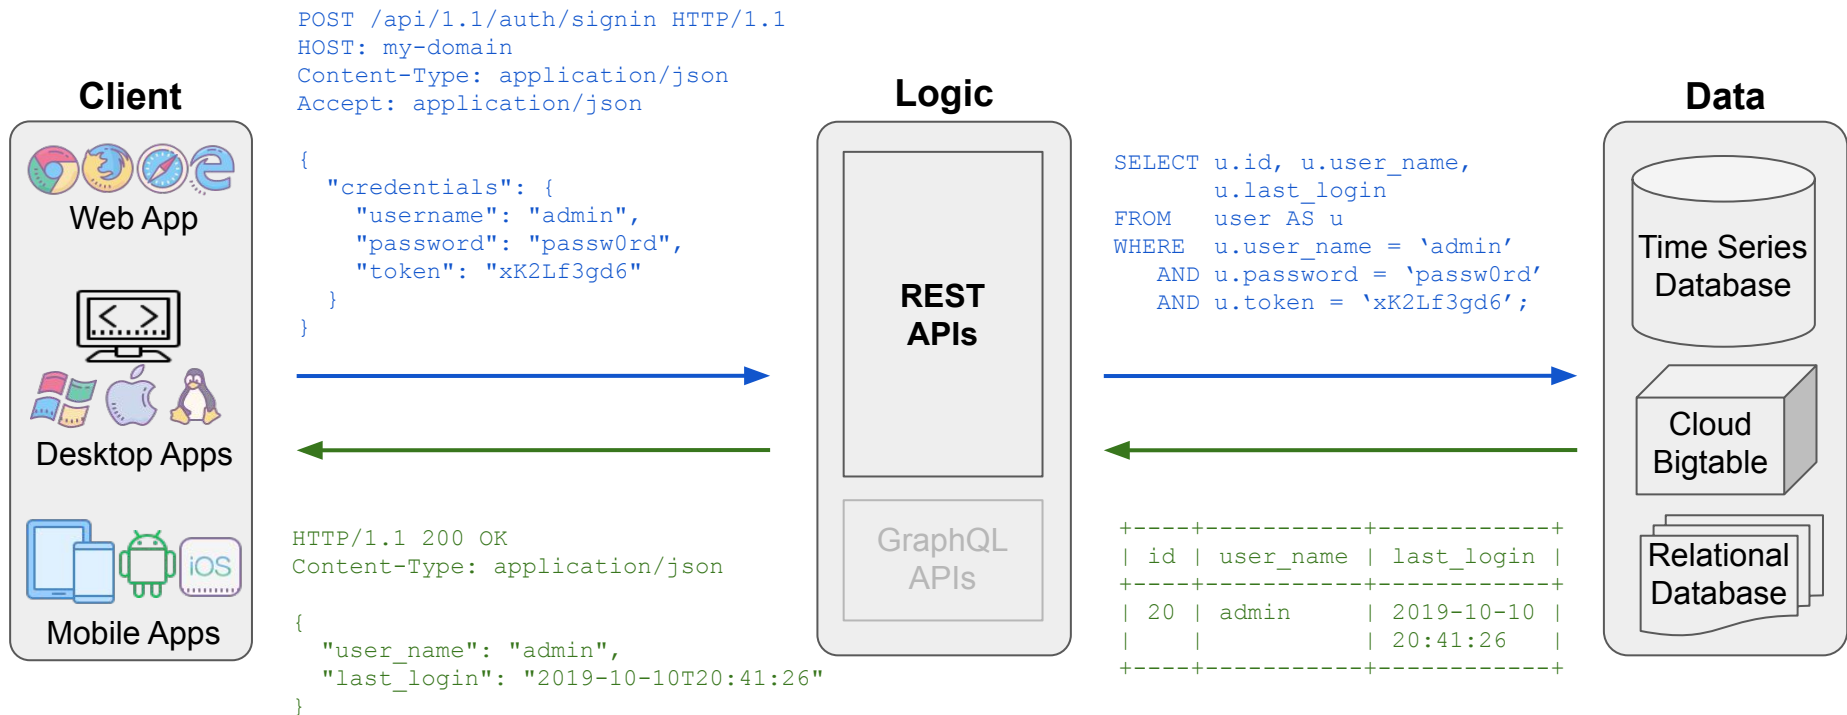 Client
Web App
Desktop Apps
iOS
Mobile Apps
POST /api/1.1/auth/signin HTTP/1.1
HOST: my-domain
Content-Type: application/json
Accept: application/json
{
  "credentials": {
    "username": "admin",
    "password": "passw0rd",
    "token": "xK2Lf3gd6"
  }
}
HTTP/1.1 200 OK
Content-Type: application/json
{
  "user_name": "admin",
  "last_login": "2019-10-10T20:41:26"
}
Logic
REST
APIs
GraphQL
APIs
SELECT u.id, u.user_name,
       u.last_login
FROM   user AS u
WHERE  u.user_name = ‘admin’
   AND u.password = ‘passw0rd’
   AND u.token = ‘xK2Lf3gd6’;
+----+-----------+------------+
| id | user_name | last_login |
+----+-----------+------------+
| 20 | admin     | 2019-10-10 |
|    |           | 20:41:26   |
+----+-----------+------------+
Data
Time Series
Database
Cloud
Bigtable
Relational
Database